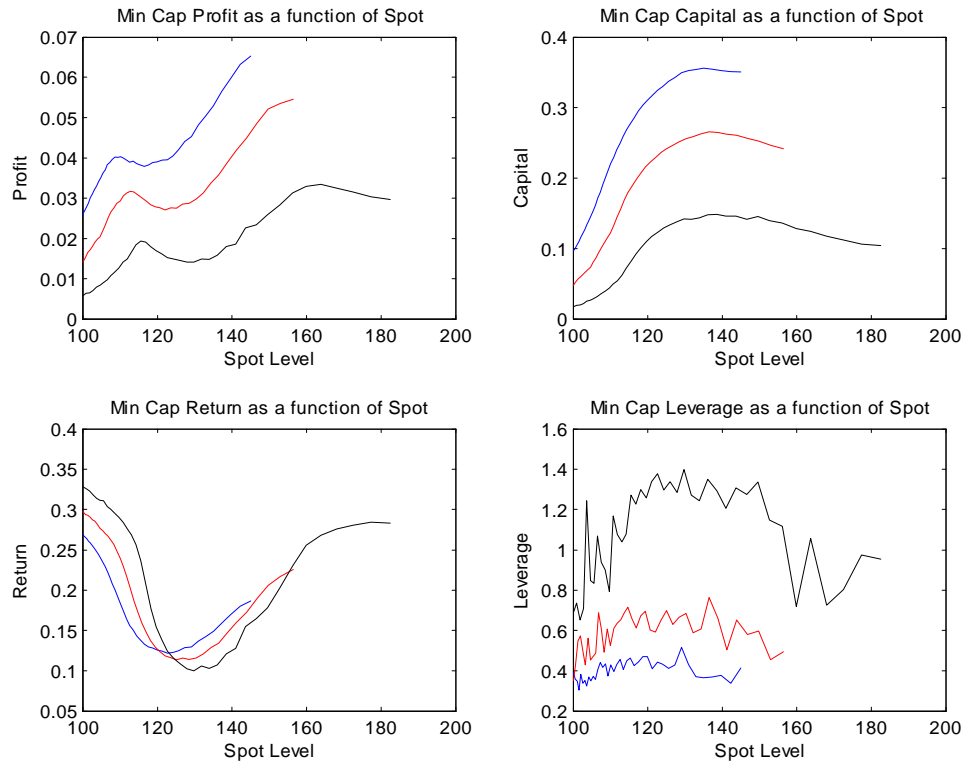 Min Cap Profit as a function of Spot
0.07
0.06
0.05
0.04
0.03
0.02
0.01
0
Profit
100 120 140 160 180 200
Spot Level
Min Cap Capital as a function of Spot
0.4
0.3
0.2
0.1
0
Capital
100 120 140 160 180 200
Spot Level
Min Cap Return as a function of Spot
0.4
0.35
0.3
0.25
0.2
0.15
0.1
0.05
Return
100 120 140 160 180 200
Spot Level
Min Cap Leverage as a function of Spot
1.6
1.4
1.2
1
0.8
0.6
0.4
0.2
Leverage
100 120 140 160 180 200
Spot Level